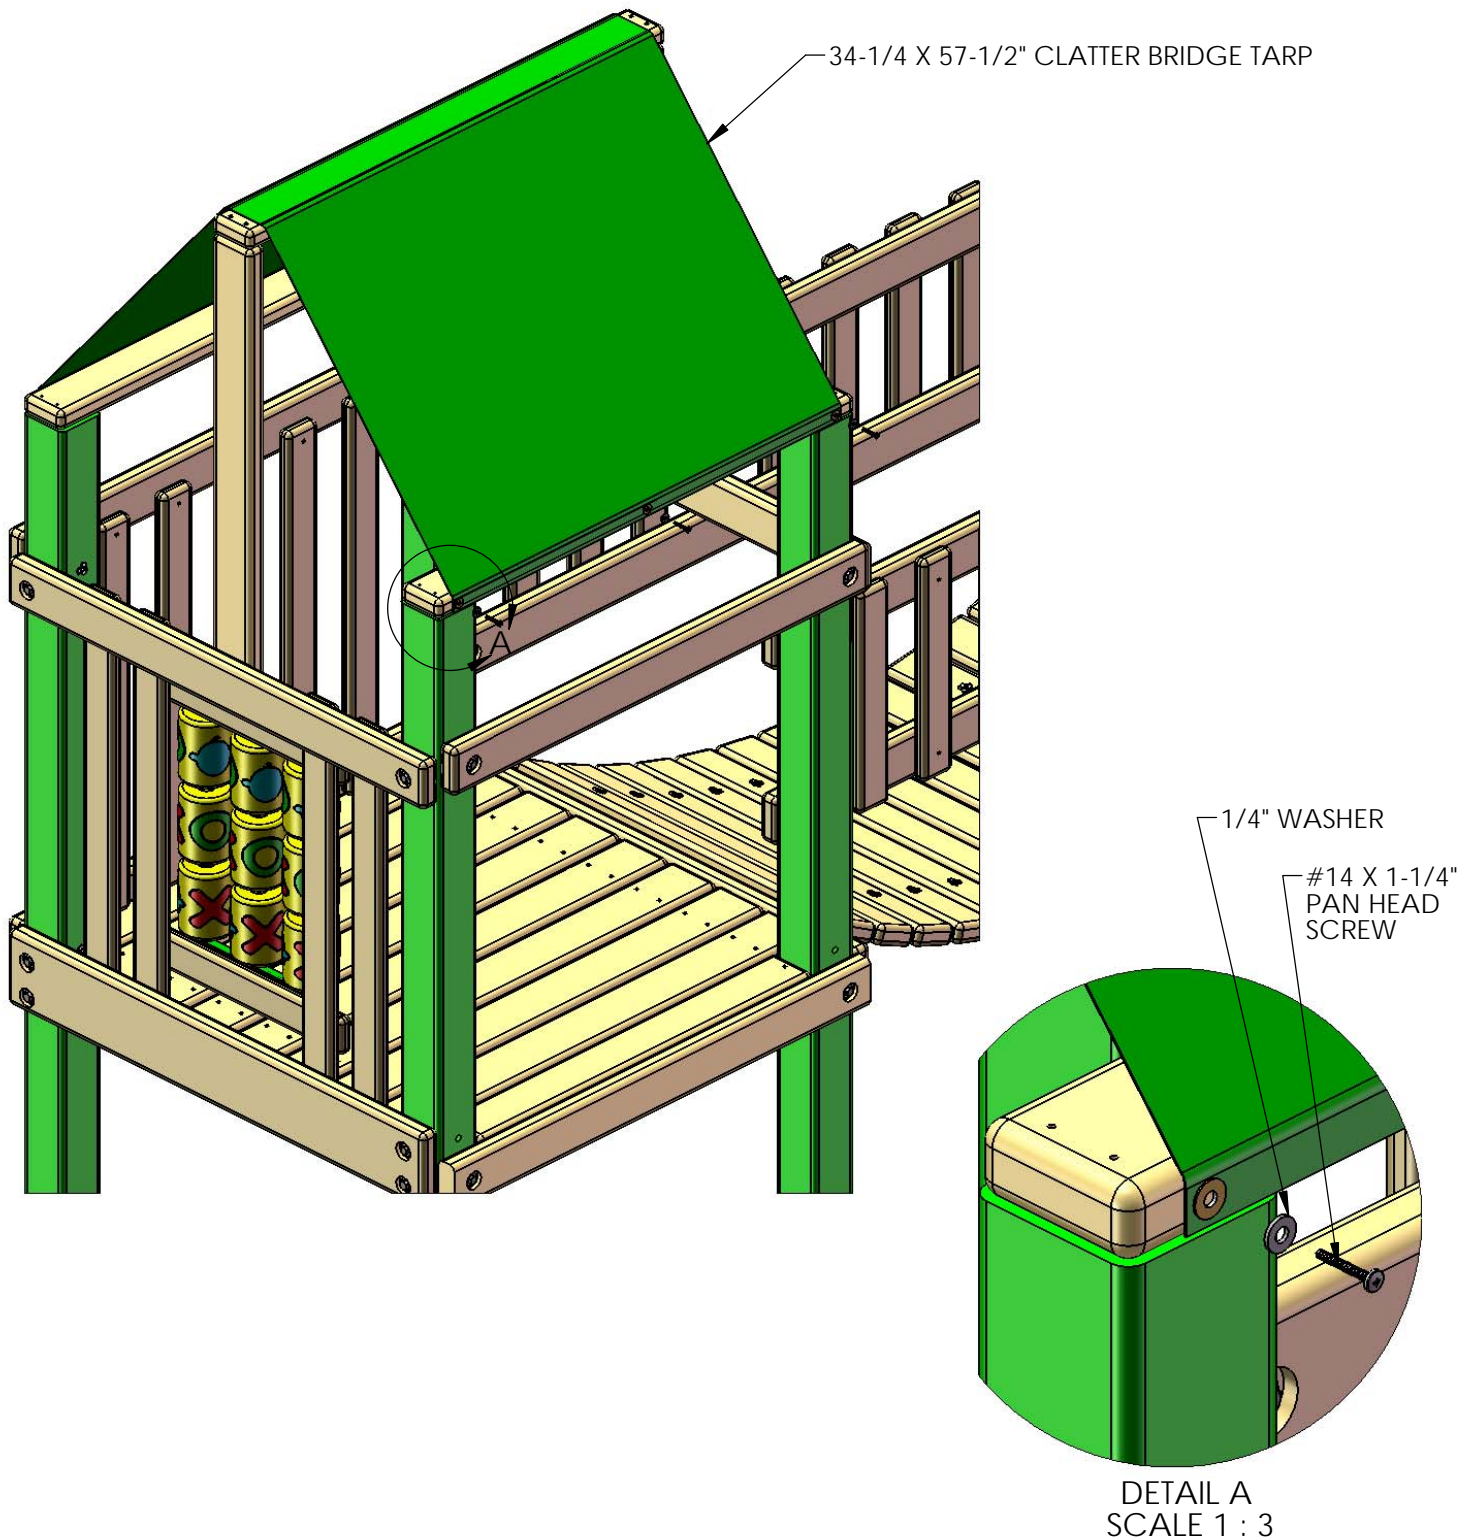 34-1/4 X 57-1/2" CLATTER BRIDGE TARP
A
1/4" WASHER
#14 X 1-1/4"
PAN HEAD
SCREW
DETAIL A
SCALE 1 : 3